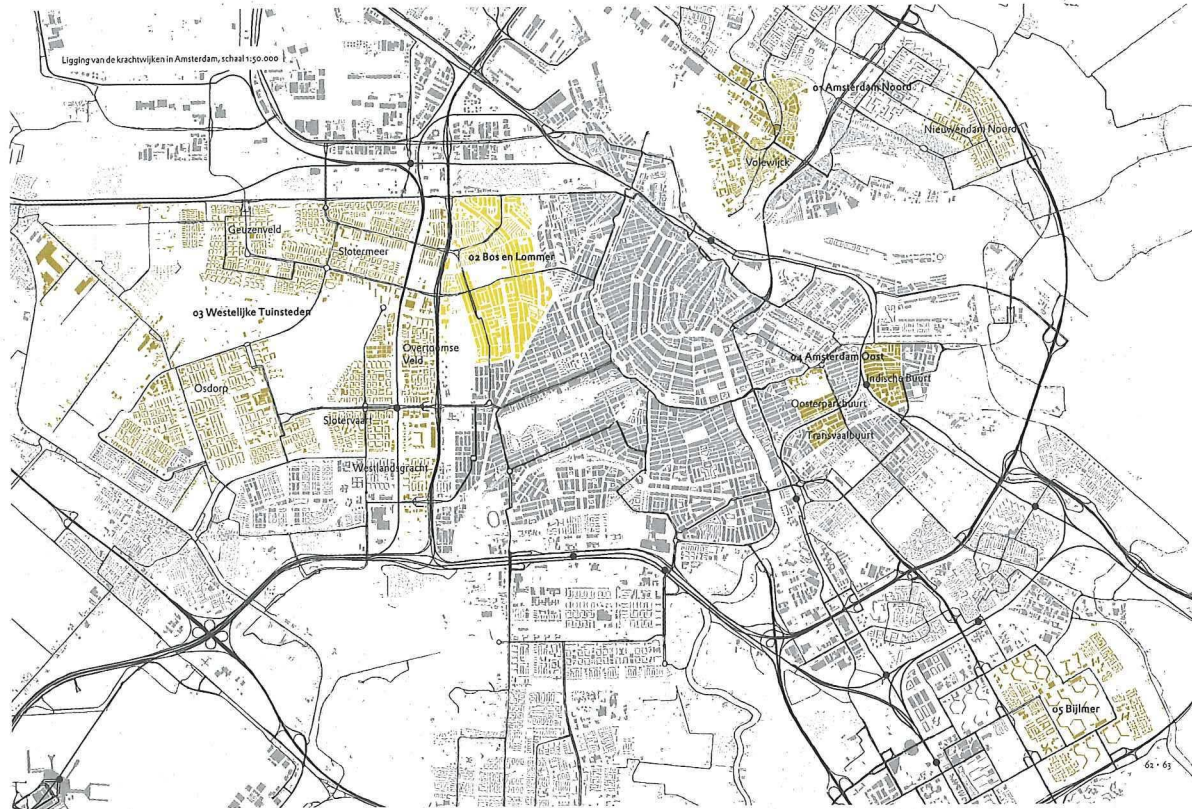 Ligging van de krachtwijken in Amsterdam, schaal 1:50.000
01 Amsterdam Noord
Nieuwendam Noord
Volewijck
Geuzenveld
Slotermeer
02 Bos en Lommer
03 Westelijke Tuinsteden
Overtoomse
Veld
04 Amsterdam Oost
Indische Buurt
Osdorp
Oosterparkbuurt
Slotervaart
Transvaalbuurt
Westlandgracht
05 Bijlmer
62 • 63